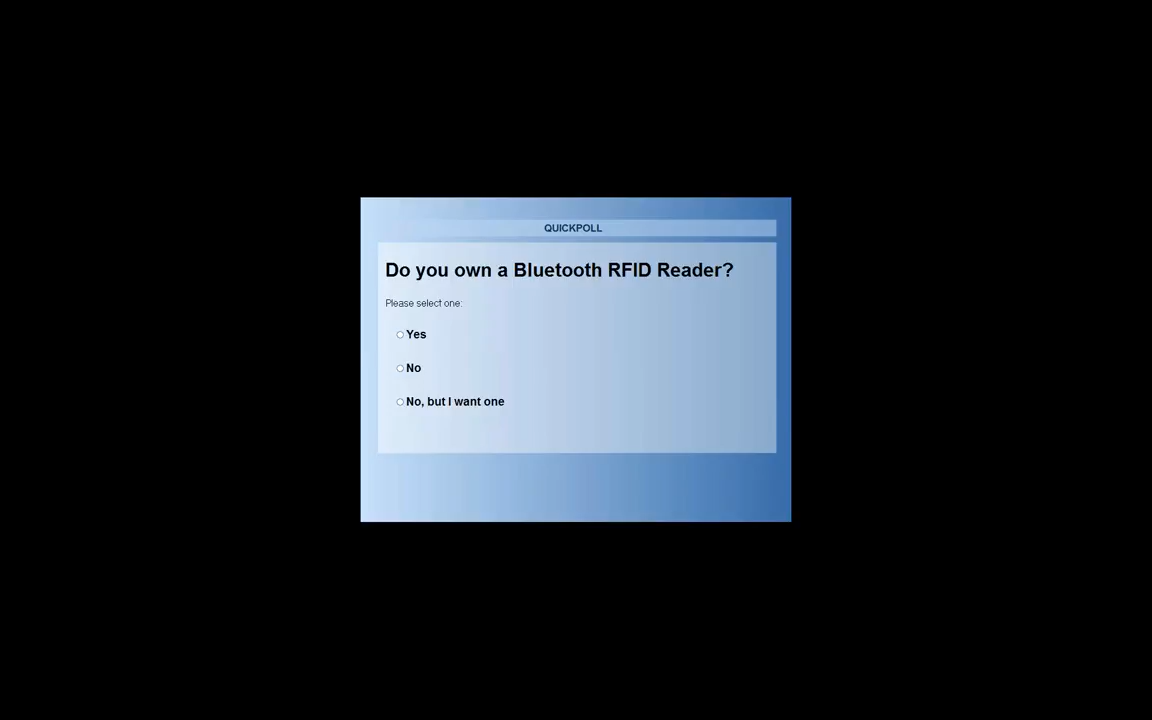 QUICKPOLL
Do you own a Bluetooth RFID Reader?
Please select one:
Yes
No
No, but I want one